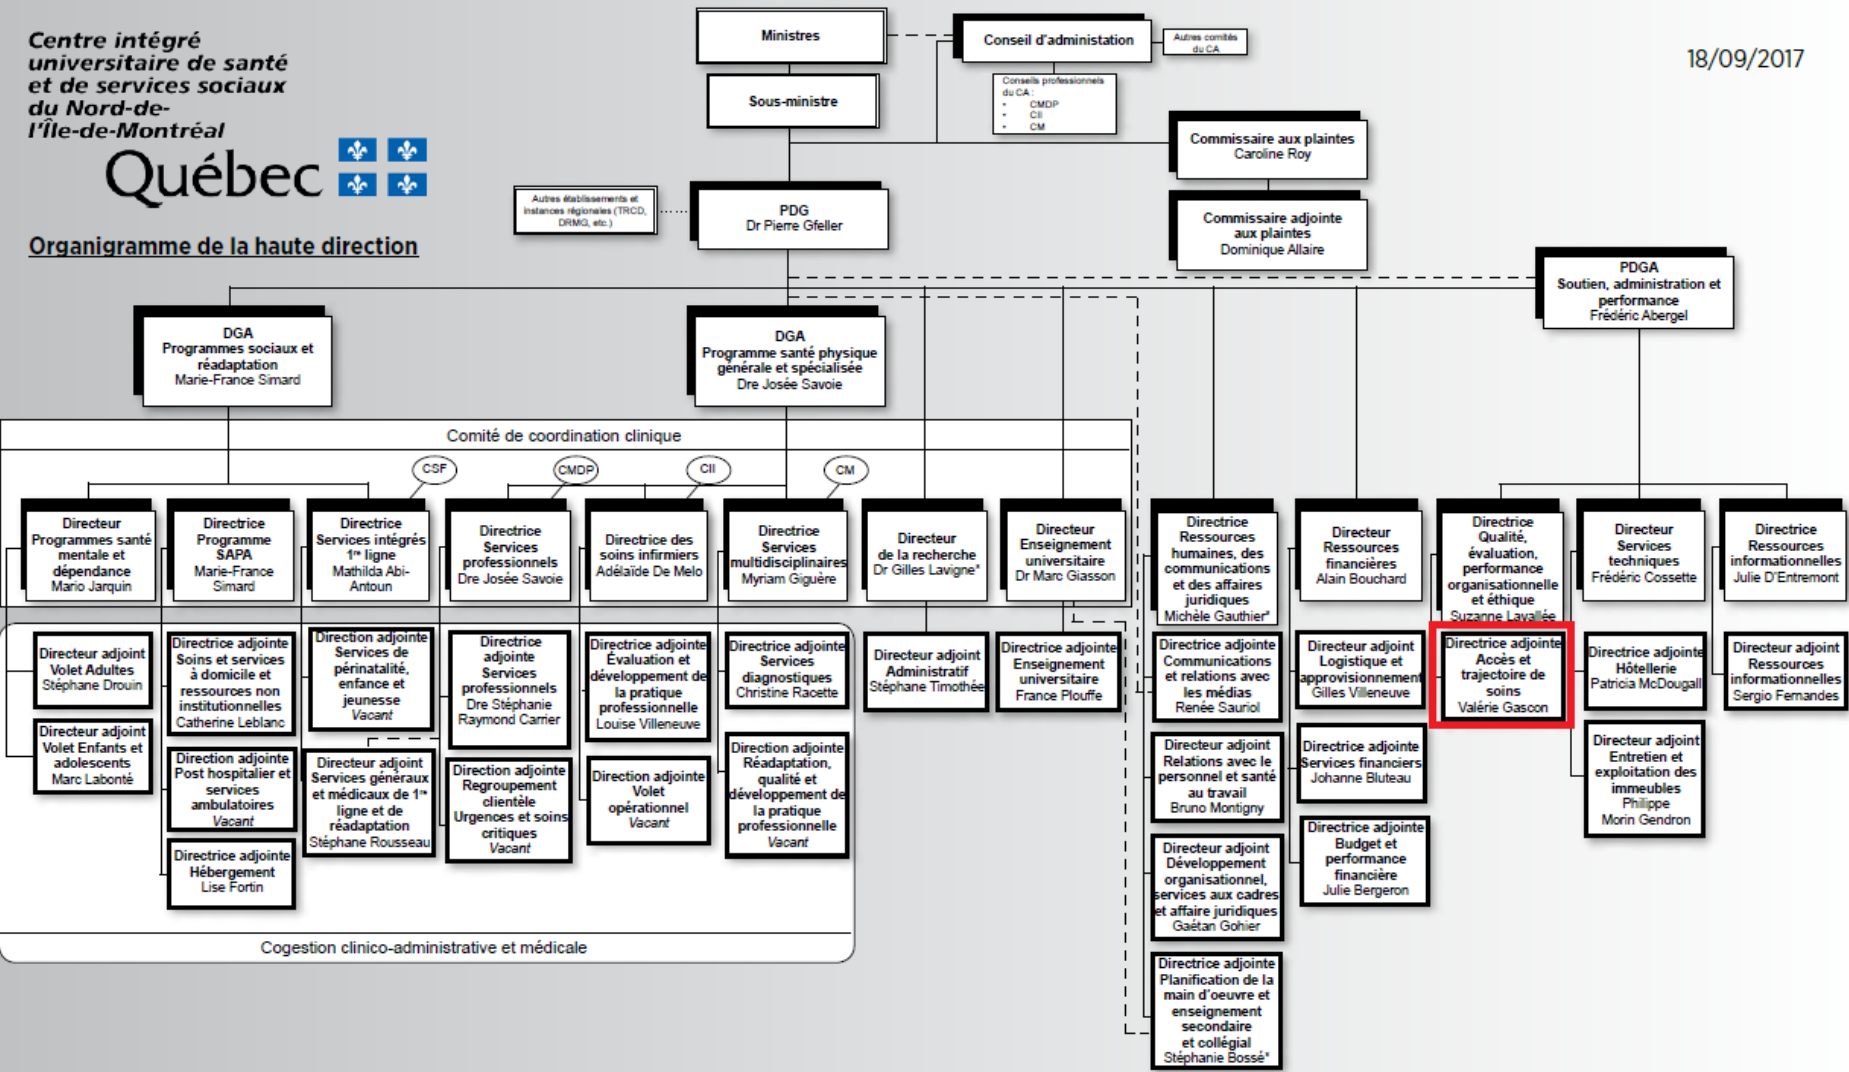 Centre intégré
universitaire de santé
et de services sociaux
du Nord-de-
l'Île-de-Montréal
Québec
Organigramme de la haute direction
18/09/2017
Ministres
Conseil d'administation
Autres comités
du CA
Sous-ministre
Conseils professionnels
du CA :
• CMDP
• CII
• CM
Commissaire aux plaintes
Caroline Roy
Autres établissements et
instances régionales (TRCD,
DRMG, etc.)
PDG
Dr Pierre Gfeller
Commissaire adjointe
aux plaintes
Dominique Allaire
PDGA
Soutien, administration et
performance
Frédéric Abergel
DGA
Programmes sociaux et
réadaptation
Marie-France Simard
DGA
Programme santé physique
générale et spécialisée
Dre Josée Savoie
Comité de coordination clinique
CSF
CMDP
CII
CM
Directeur
Programmes santé
mentale et
dépendance
Mario Jarquin
Directrice
Programme
SAPA
Marie-France
Simard
Directrice
Services intégrés
1re ligne
Mathilda Abi-
Antoun
Directrice
Services
professionnels
Dre Josée Savoie
Directrice des
soins infirmiers
Adélaïde De Melo
Directrice
Services
multidisciplinaires
Myriam Giguère
Directeur
de la recherche
Dr Gilles Lavigne*
Directeur
Enseignement
universitaire
Dr Marc Giasson
Directrice
Ressources
humaines, des
communications
et des affaires
juridiques
Michèle Gauthier*
Directeur
Ressources
financières
Alain Bouchard
Directrice
Qualité,
évaluation,
performance
organisationnelle
et éthique
Suzanne Lavallée
Directeur
Services
techniques
Frédéric Cossette
Directrice
Ressources
informationnelles
Julie D'Entremont
Directeur adjoint
Volet Adultes
Stéphane Drouin
Directeur adjoint
Volet Enfants et
adolescents
Marc Labonté
Directrice adjointe
Soins et services
à domicile et
ressources non
institutionnelles
Catherine Leblanc
Direction adjointe
Post hospitalier et
services
ambulatoires
Vacant
Directrice adjointe
Hébergement
Lise Fortin
Direction adjointe
Services de
périnatalité,
enfance et
jeunesse
Vacant
Directeur adjoint
Services généraux
et médicaux de 1re
ligne et de
réadaptation
Stéphane Rousseau
Directrice
adjointe
Services
professionnels
Dre Stéphanie
Raymond Carrier
Direction adjointe
Regroupement
clientèle
Urgences et soins
critiques
Vacant
Directrice adjointe
Évaluation et
développement de
la pratique
professionnelle
Louise Villeneuve
Direction adjointe
Volet
opérationnel
Vacant
Directrice adjointe
Services
diagnostiques
Christine Racette
Direction adjointe
Réadaptation,
qualité et
développement de
la pratique
professionnelle
Vacant
Directeur adjoint
Administratif
Stéphane Timothée
Directrice adjointe
Enseignement
universitaire
France Plouffe
Directrice adjointe
Communications
et relations avec
les médias
Renée Sauriol
Directeur adjoint
Relations avec le
personnel et santé
au travail
Bruno Montigny
Directeur adjoint
Développement
organisationnel,
services aux cadres
et affaire juridiques
Gaétan Gohier
Directrice adjointe
Planification de la
main d'oeuvre et
enseignement
secondaire
et collégial
Stéphanie Bossé*
Directeur adjoint
Logistique et
approvisionnement
Gilles Villeneuve
Directrice adjointe
Services financiers
Johanne Bluteau
Directrice adjointe
Budget et
performance
financière
Julie Bergeron
Directrice adjointe
Accès et
trajectoire de
soins
Valérie Gascon
Directrice adjointe
Hôtellerie
Patricia McDougall
Directeur adjoint
Entretien et
exploitation des
immeubles
Philippe
Morin Gendron
Directeur adjoint
Ressources
informationnelles
Sergio Fernandes
Cogestion clinico-administrative et médicale